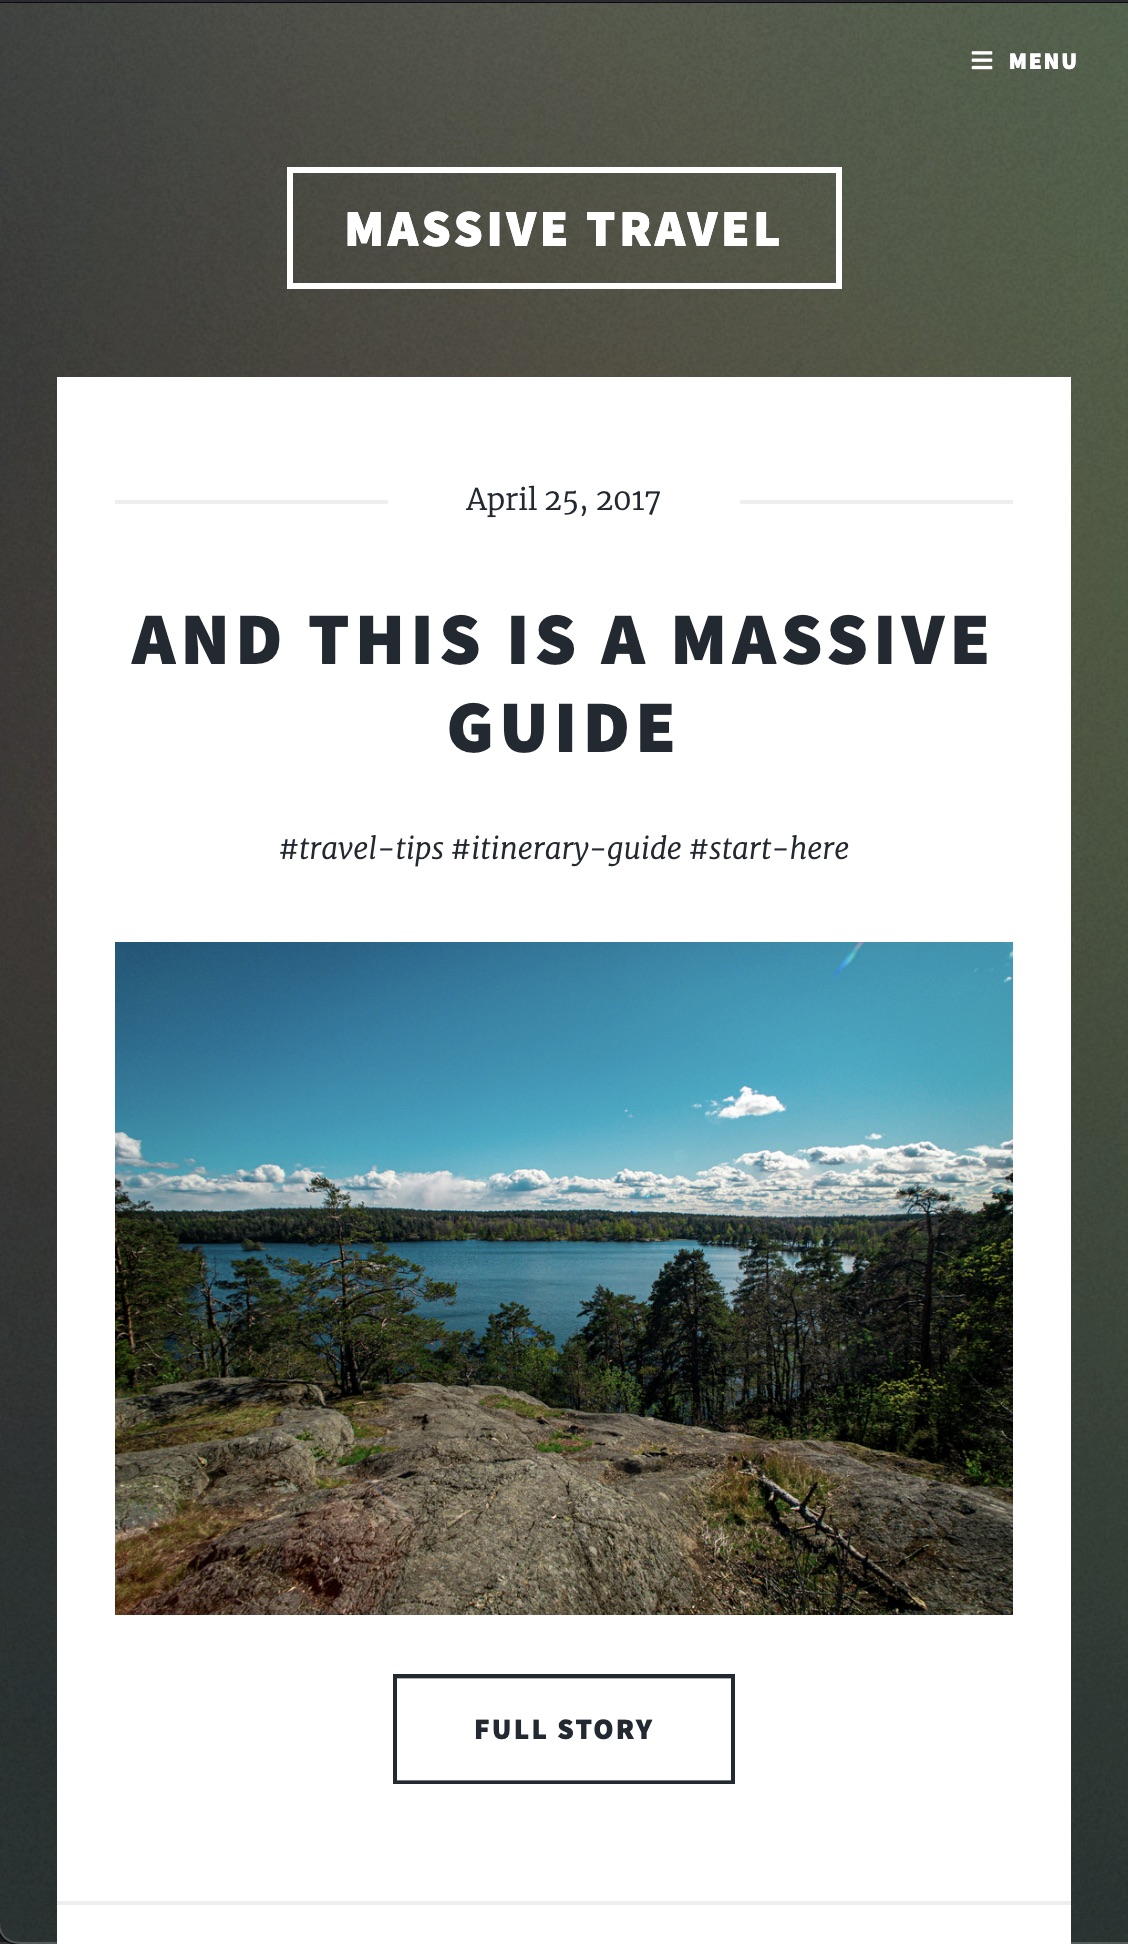 MENU
MASSIVE TRAVEL
April 25, 2017
AND THIS IS A MASSIVE
GUIDE
#travel-tips #itinerary-guide #start-here
FULL STORY